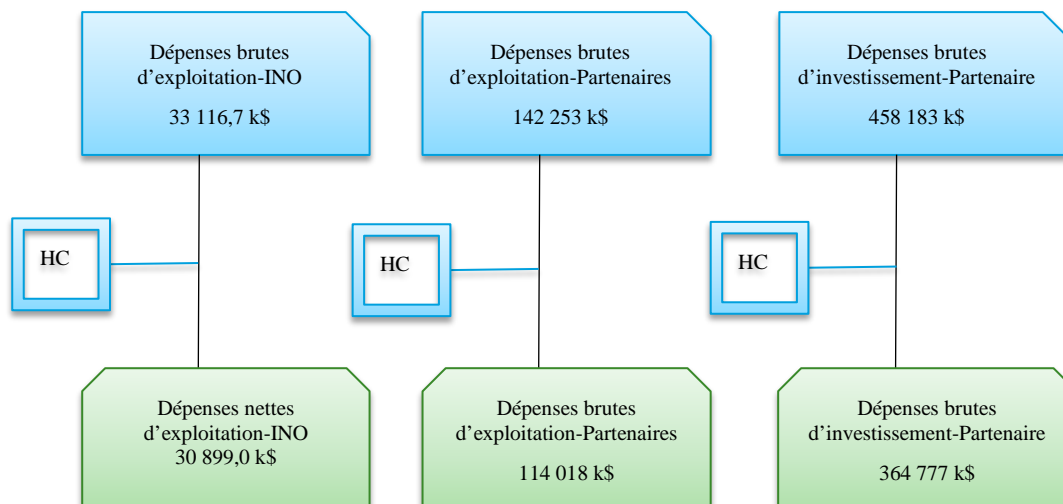 Dépenses brutes
d’exploitation-INO
33 116,7 k$
Dépenses brutes
d’exploitation-Partenaires
142 253 k$
Dépenses brutes
d’investissement-Partenaire
458 183 k$
HC
HC
HC
Dépenses nettes
d’exploitation-INO
30 899,0 k$
Dépenses brutes
d’exploitation-Partenaires
114 018 k$
Dépenses brutes
d’investissement-Partenaire
364 777 k$